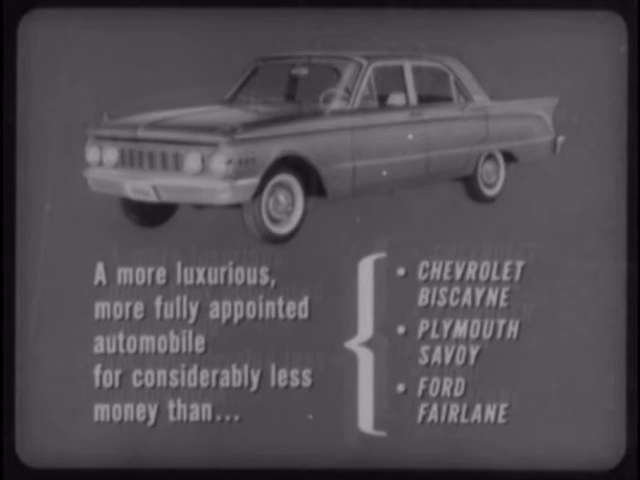 A more luxurious,
more fully appointed
automobile
for considerably less
money than...
• CHEVROLET
BISCAYNE
• PLYMOUTH
SAVOY
• FORD
FAIRLANE